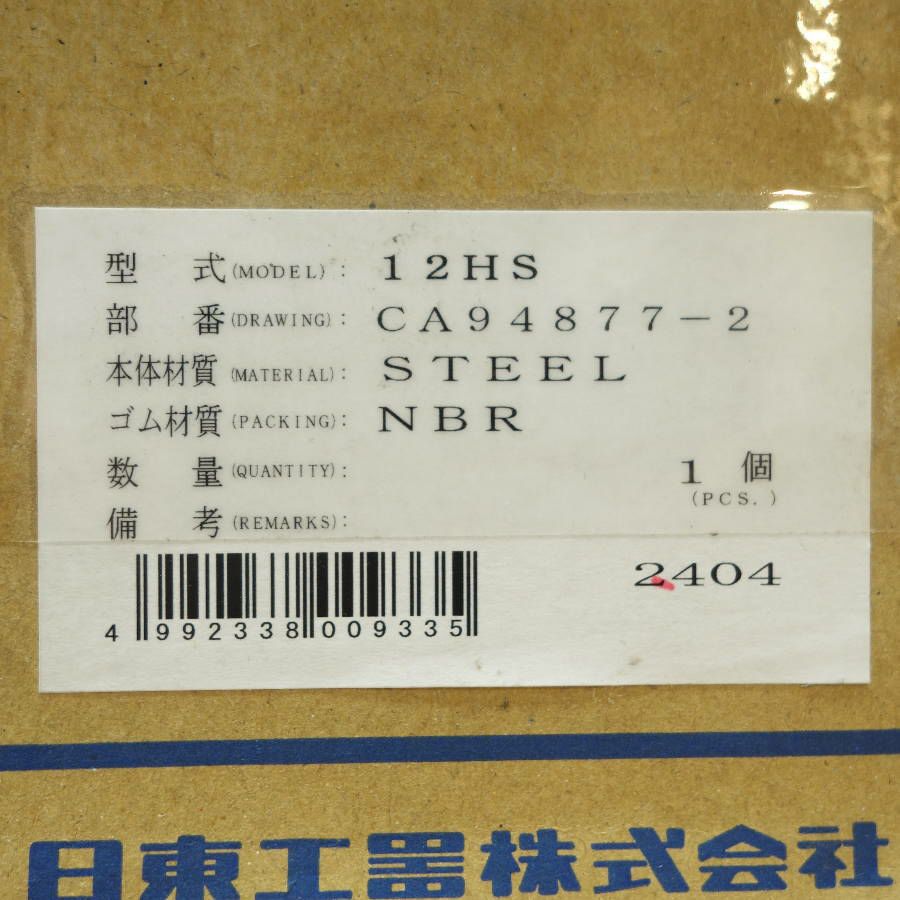 型 式(MODEL): 12HS
部 番(DRAWING): CA94877-2
本体材質(MATERIAL): STEEL
ゴム材質(PACKING): NBR
数 量(QUANTITY): 1個
(PCS.)
備 考(REMARKS):
2404
4 992338 009335
日東工器株式会社